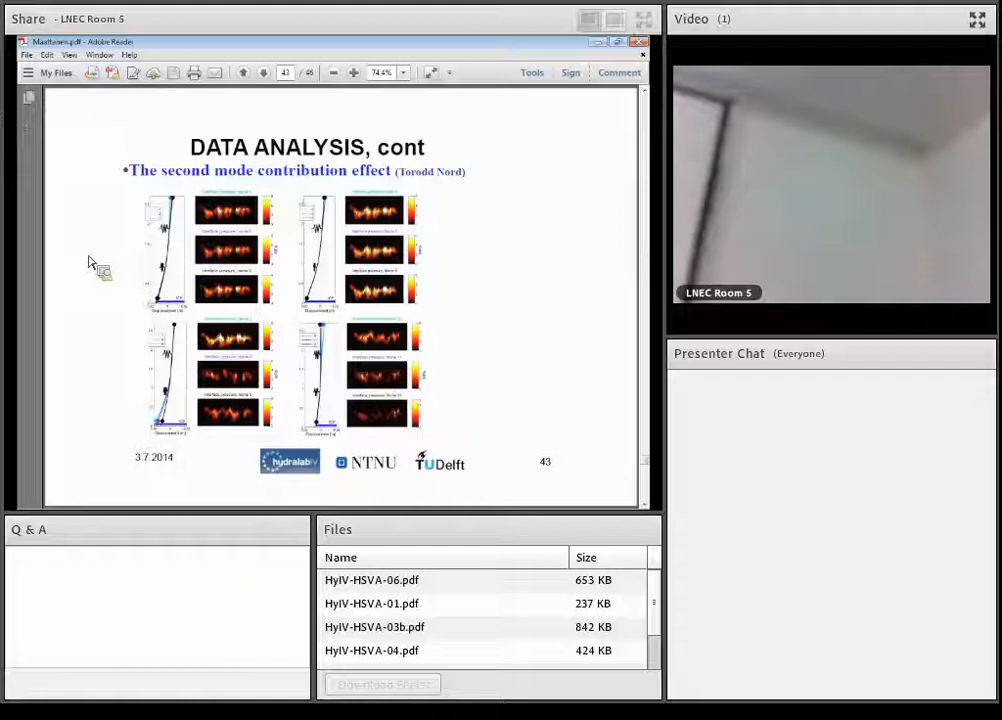 Share - LNEC Room 5
Maattanen.pdf - Adobe Reader
File Edit View Window Help
My Files 43 / 46 74,4% Tools Sign Comment
DATA ANALYSIS, cont
•The second mode contribution effect (Torodd Nord)
3.7.2014
hydralab IV
NTNU
TUDelft
43
Video (1)
LNEC Room 5
Presenter Chat (Everyone)
Q & A
Files
Name Size
HyIV-HSVA-06.pdf 653 KB
HyIV-HSVA-01.pdf 237 KB
HyIV-HSVA-03b.pdf 842 KB
HyIV-HSVA-04.pdf 424 KB